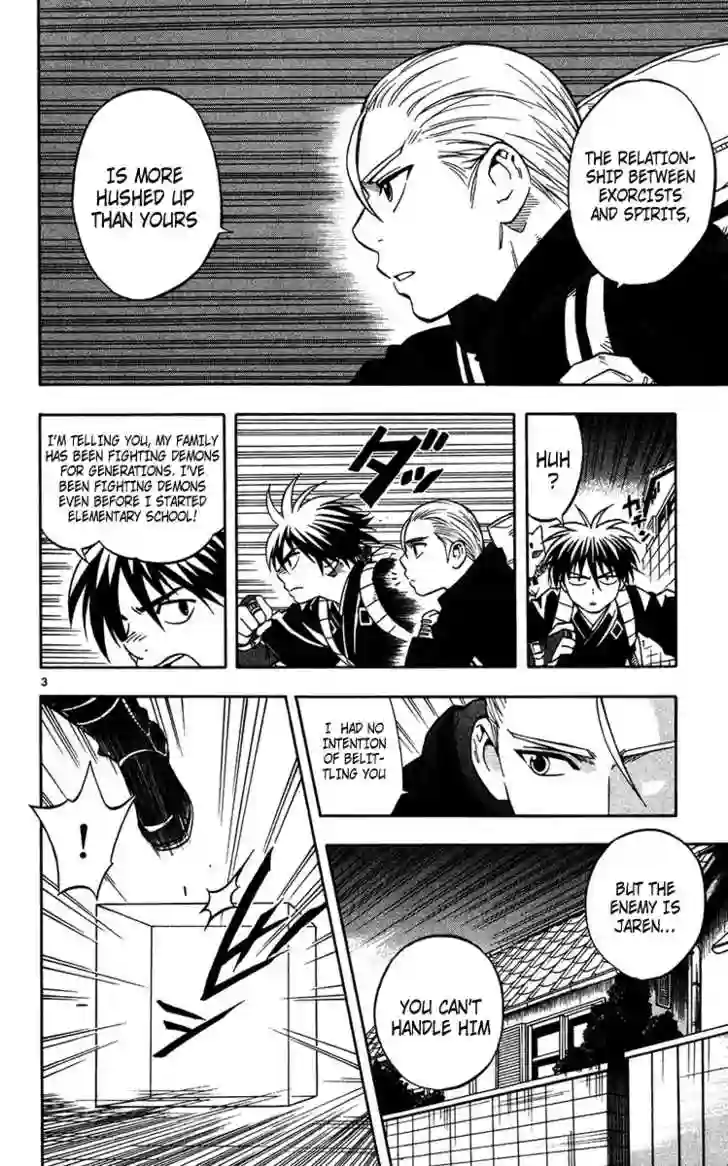 THE RELATION-
SHIP BETWEEN
EXORCISTS
AND SPIRITS,
IS MORE
HUSHED UP
THAN YOURS
HUH
?
ダッ
I'M TELLING YOU, MY FAMILY
HAS BEEN FIGHTING DEMONS
FOR GENERATIONS. I'VE
BEEN FIGHTING DEMONS
EVEN BEFORE I STARTED
ELEMENTARY SCHOOL!
3
I HAD NO
INTENTION
OF BELIT-
TLING YOU
BUT THE
ENEMY IS
JAREN...
YOU CAN'T
HANDLE HIM
!